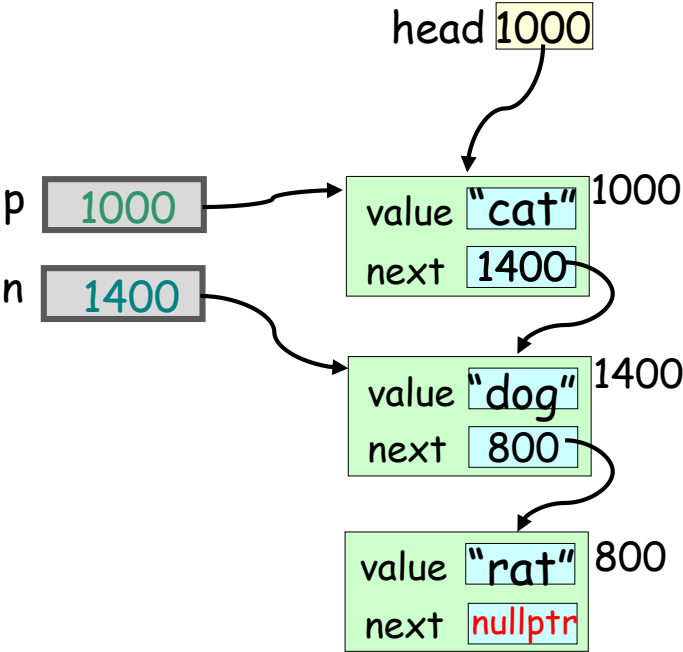 head 1000
p 1000
value "cat" 1000
next 1400
n 1400
value "dog" 1400
next 800
value "rat" 800
next nullptr